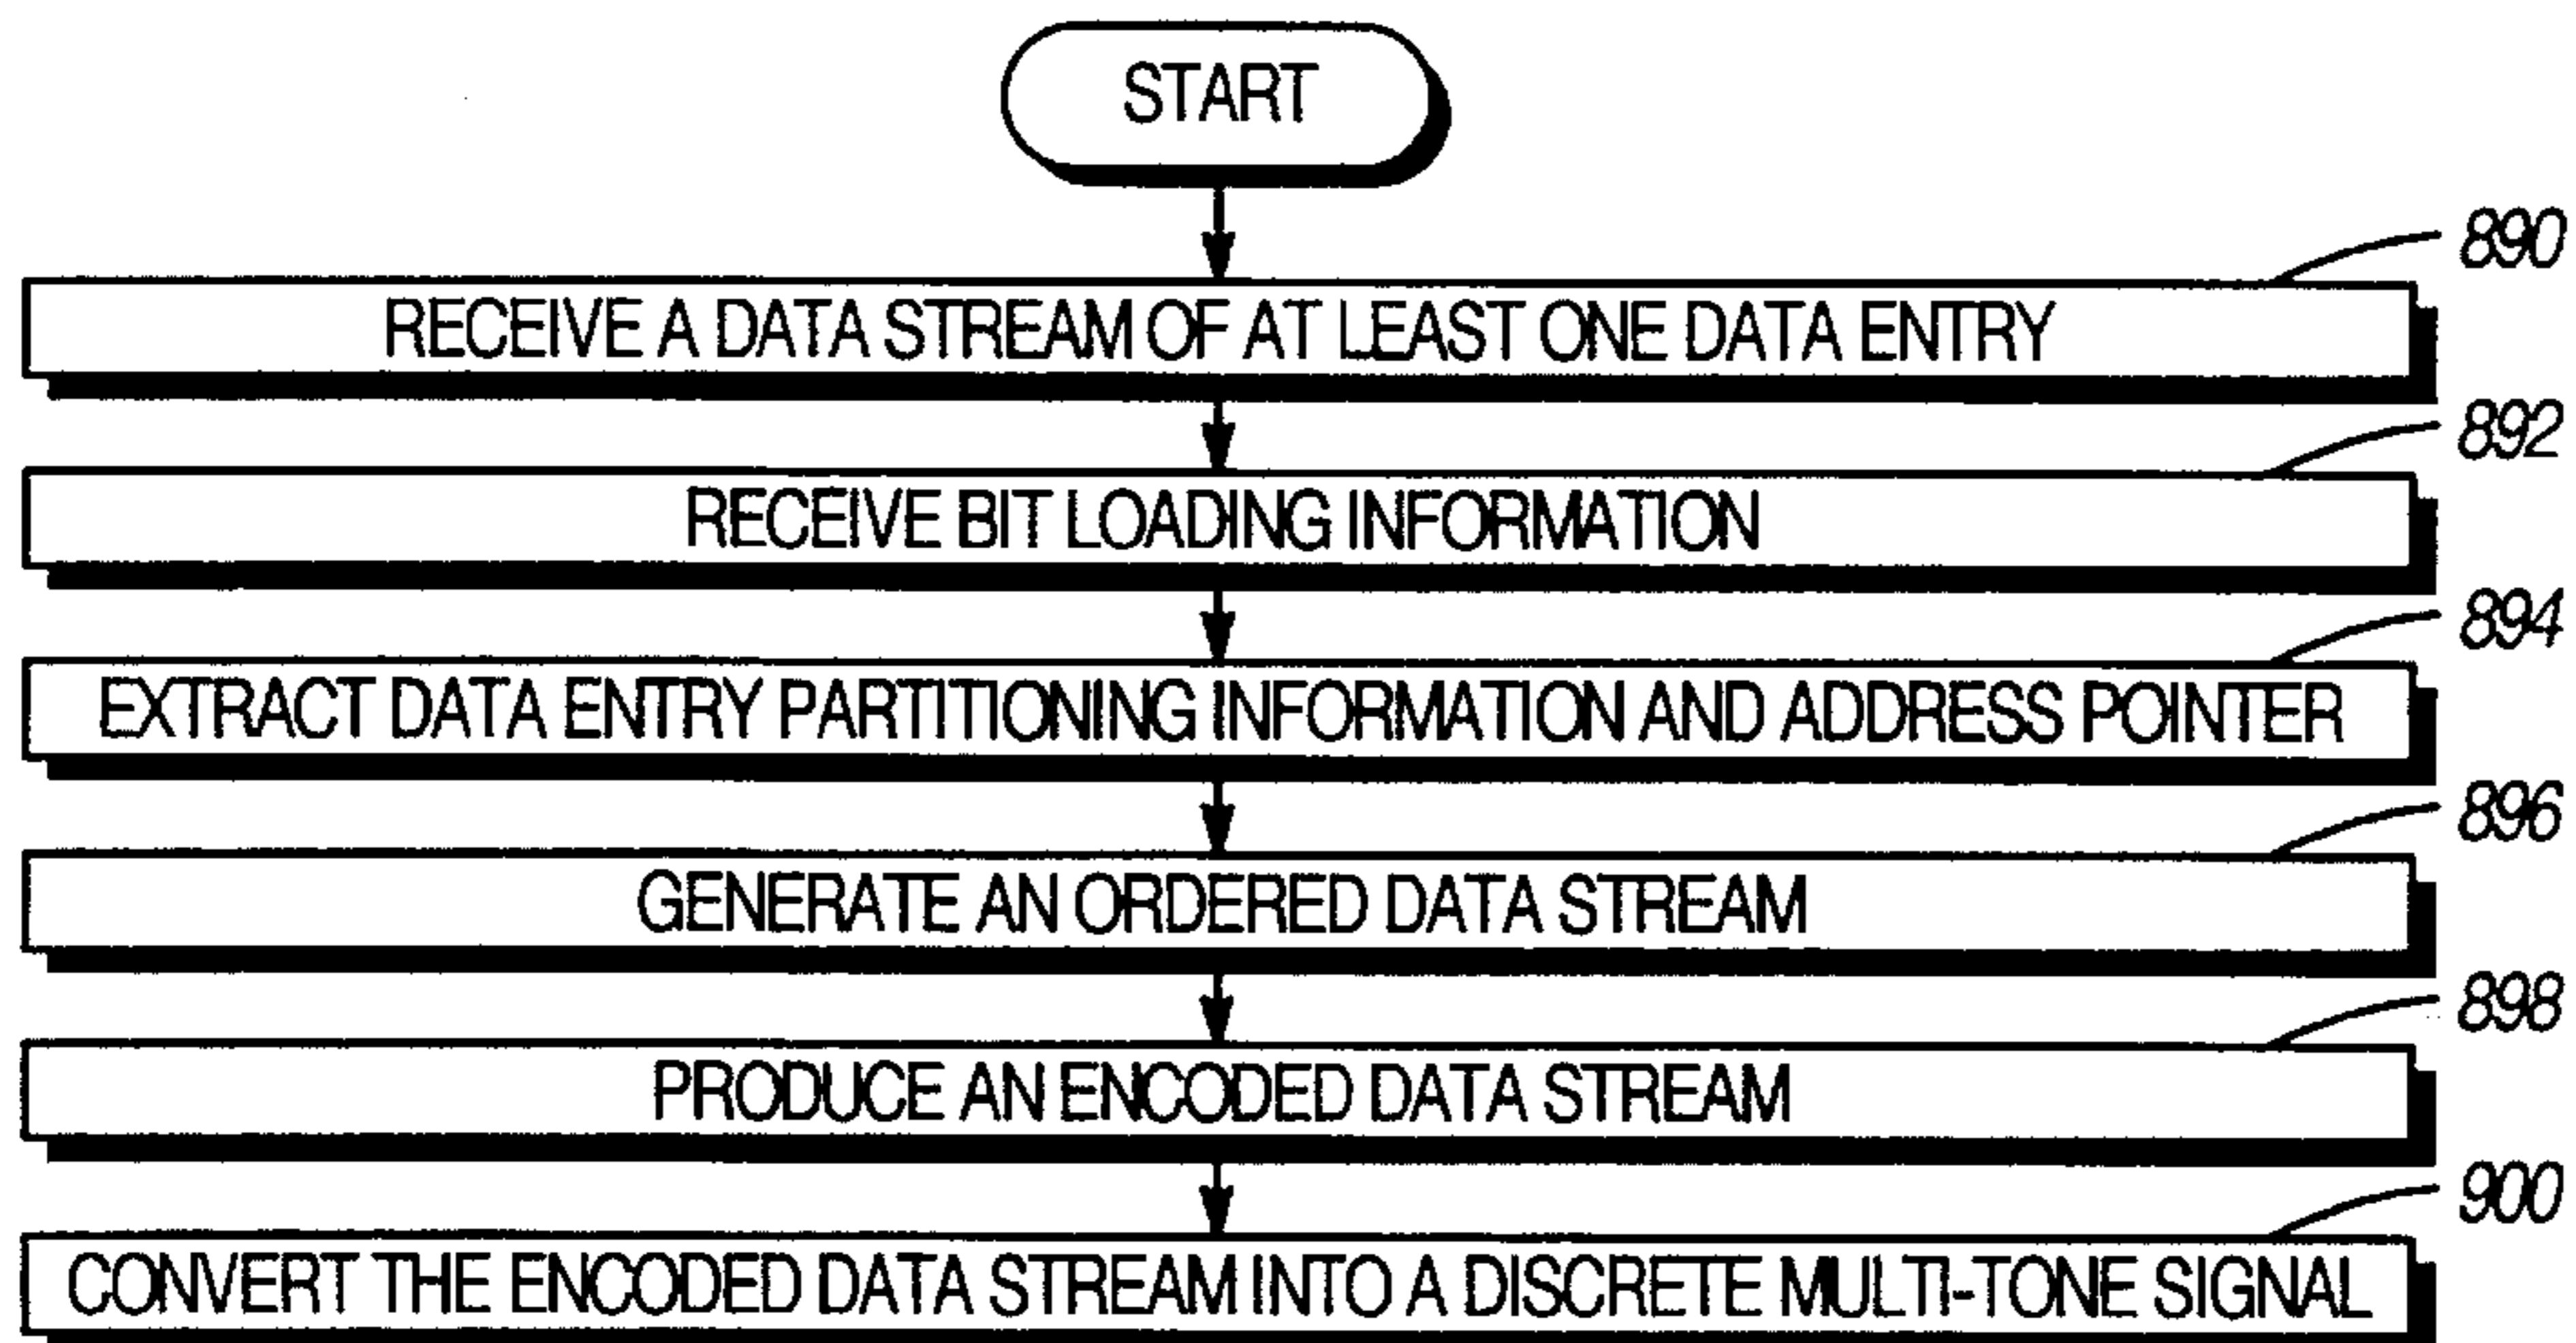 START
890
RECEIVE A DATA STREAM OF AT LEAST ONE DATA ENTRY
892
RECEIVE BIT LOADING INFORMATION
894
EXTRACT DATA ENTRY PARTITIONING INFORMATION AND ADDRESS POINTER
896
GENERATE AN ORDERED DATA STREAM
898
PRODUCE AN ENCODED DATA STREAM
900
CONVERT THE ENCODED DATA STREAM INTO A DISCRETE MULTI-TONE SIGNAL